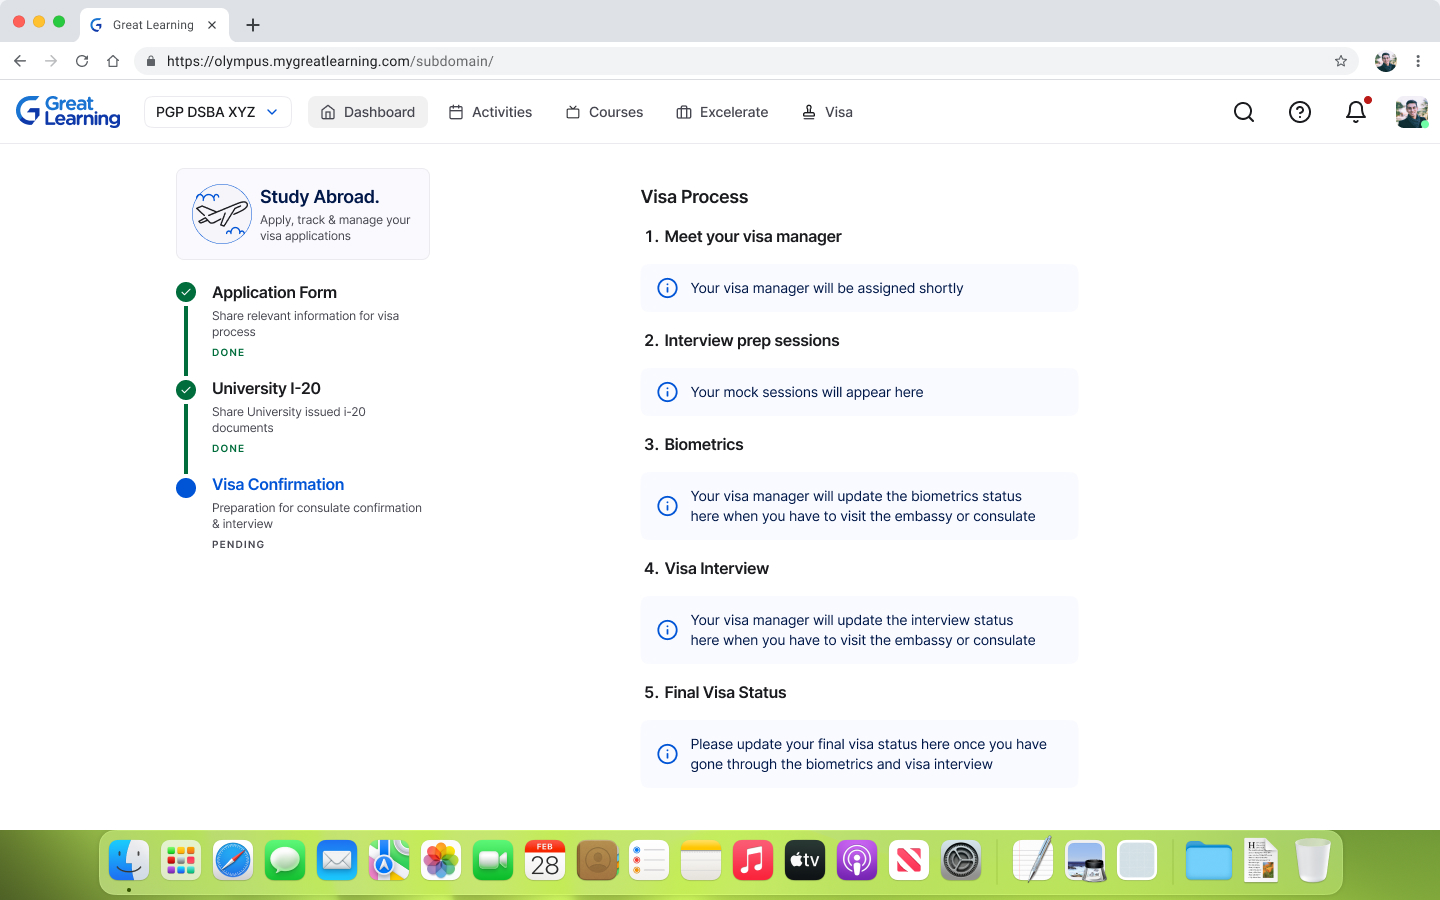 Great Learning
https://olympus.mygreatlearning.com/subdomain/
Great
Learning
PGP DSBA XYZ
Dashboard
Activities
Courses
Excelerate
Visa
Study Abroad.
Apply, track & manage your
visa applications
Application Form
Share relevant information for visa
process
DONE
University I-20
Share University issued i-20
documents
DONE
Visa Confirmation
Preparation for consulate confirmation
& interview
PENDING
Visa Process
1. Meet your visa manager
Your visa manager will be assigned shortly
2. Interview prep sessions
Your mock sessions will appear here
3. Biometrics
Your visa manager will update the biometrics status
here when you have to visit the embassy or consulate
4. Visa Interview
Your visa manager will update the interview status
here when you have to visit the embassy or consulate
5. Final Visa Status
Please update your final visa status here once you have
gone through the biometrics and visa interview
FEB
28
tv